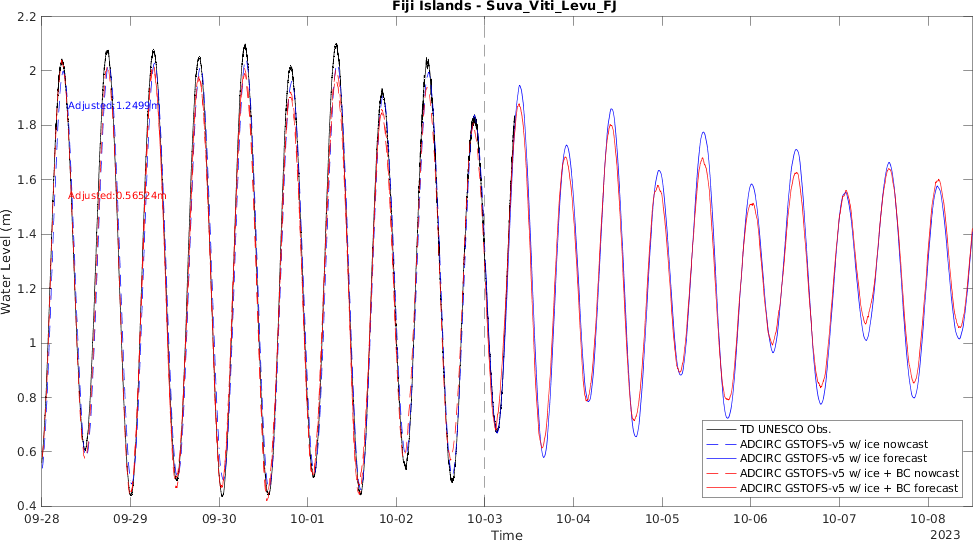 Fiji Islands - Suva_Viti_Levu_FJ
2.2
2
1.8
1.6
1.4
1.2
1
0.8
0.6
0.4
Water Level (m)
Adjusted:1.2499m
Adjusted:0.56524m
TD UNESCO Obs.
ADCIRC GSTOFS-v5 w/ ice nowcast
ADCIRC GSTOFS-v5 w/ ice forecast
ADCIRC GSTOFS-v5 w/ ice + BC nowcast
ADCIRC GSTOFS-v5 w/ ice + BC forecast
09-28 09-29 09-30 10-01 10-02 10-03 10-04 10-05 10-06 10-07 10-08
Time
2023